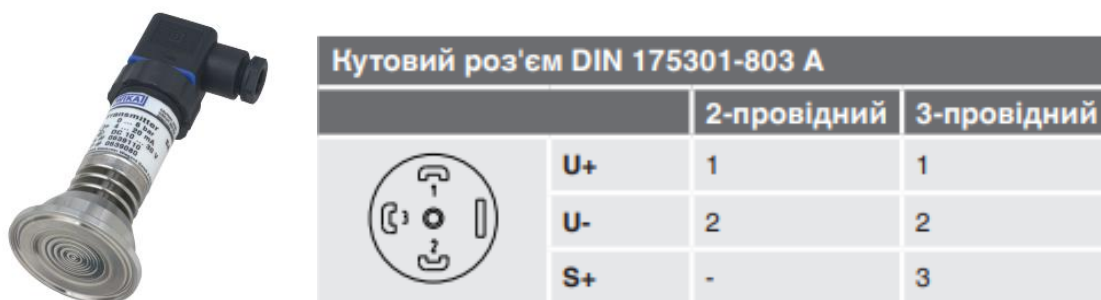 WIKA
transmitter
Кутовий роз'єм DIN 175301-803 A
2-провідний 3-провідний
1
3
2
U+ 1 1
U- 2 2
S+ - 3